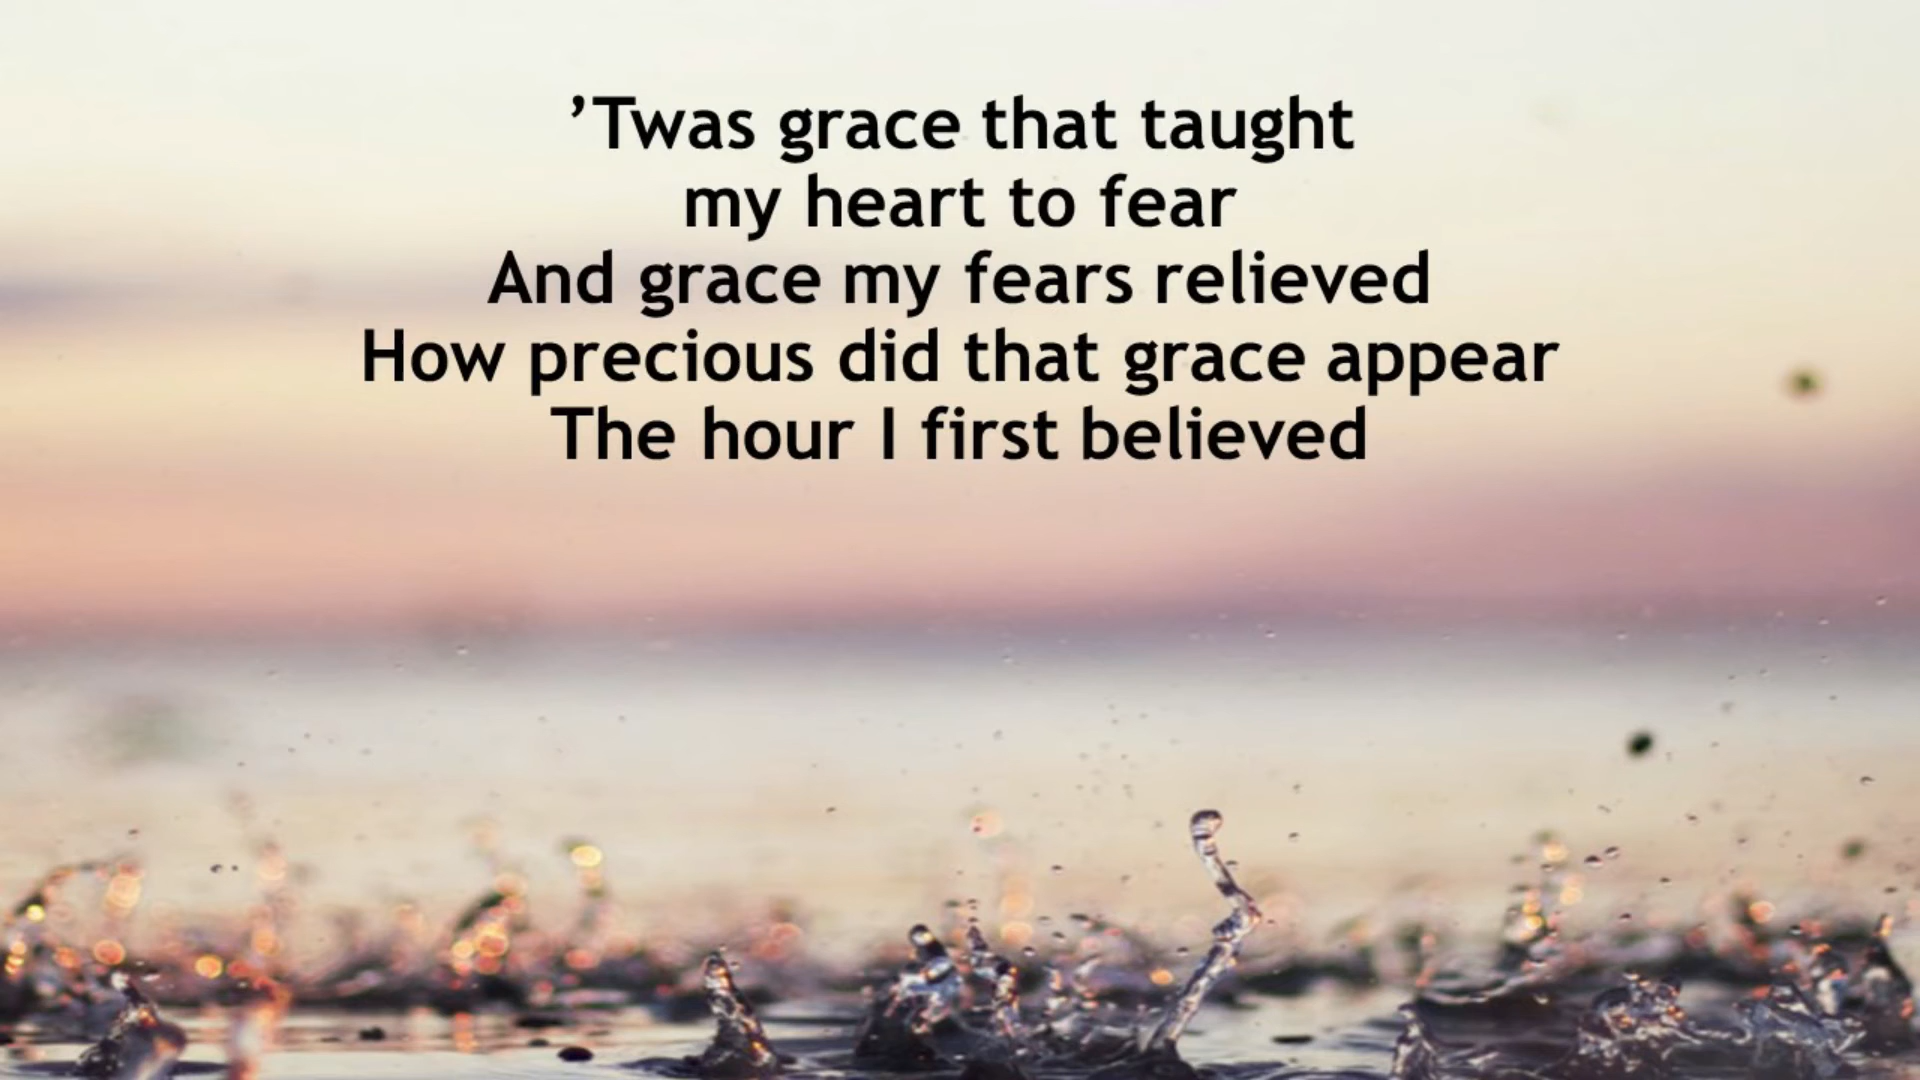 ’Twas grace that taught
my heart to fear
And grace my fears relieved
How precious did that grace appear
The hour I first believed